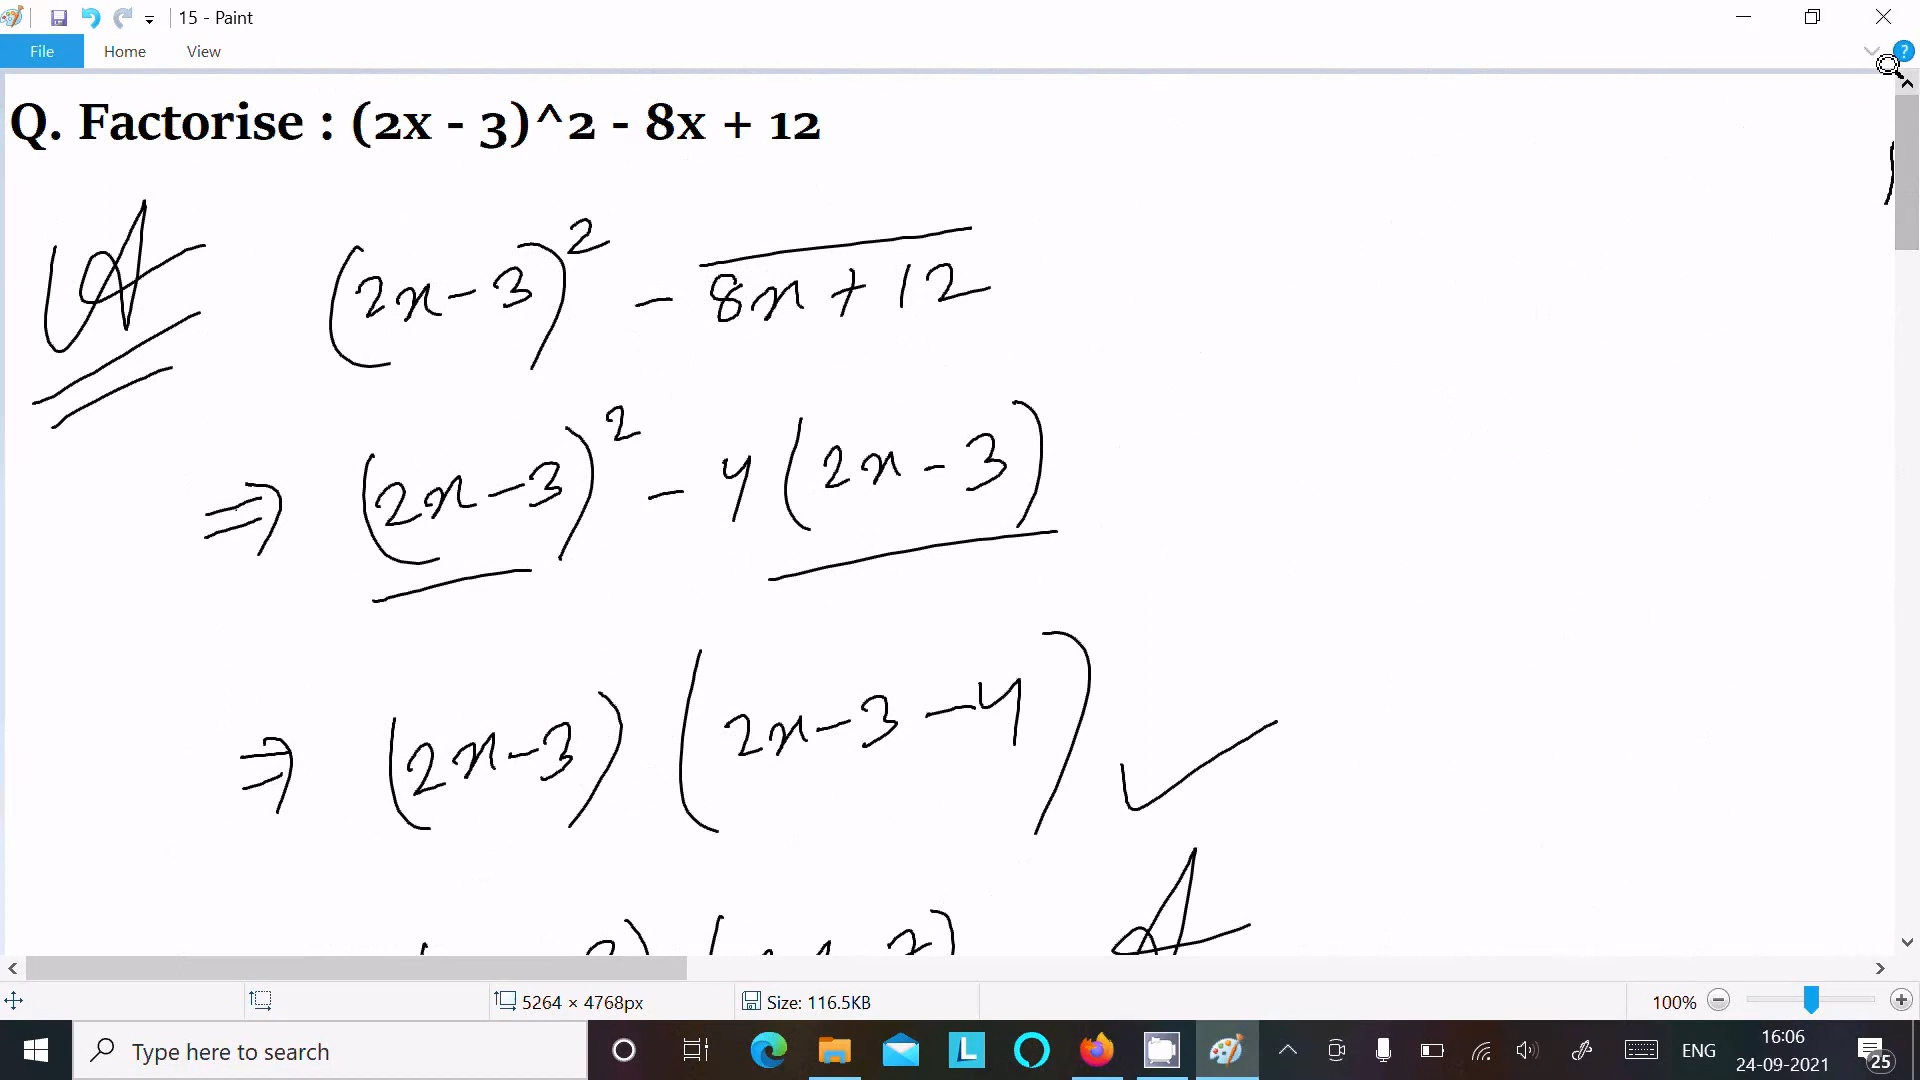 15 - Paint
File Home View
?
Q. Factorise : (2x - 3)^2 - 8x + 12
A (2x-3)² - 8x + 12
⇒ (2x-3)² - 4(2x-3)
⇒ (2x-3)(2x-3-4)
A
5264 × 4768px Size: 116.5KB 100%
Type here to search L ENG 16:06
24-09-2021 25